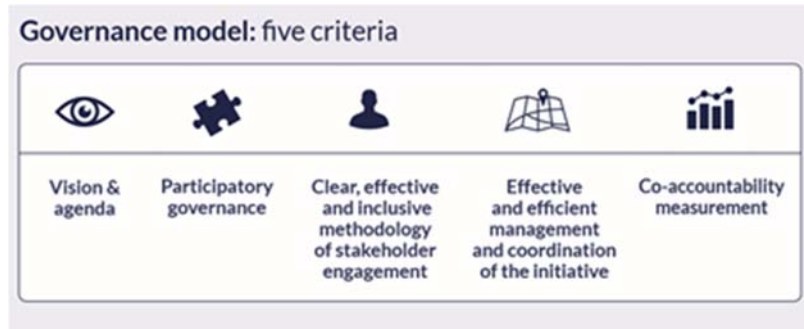 Governance model: five criteria
Vision &
agenda
Participatory
governance
Clear, effective
and inclusive
methodology
of stakeholder
engagement
Effective
and efficient
management
and coordination
of the initiative
Co-accountability
measurement